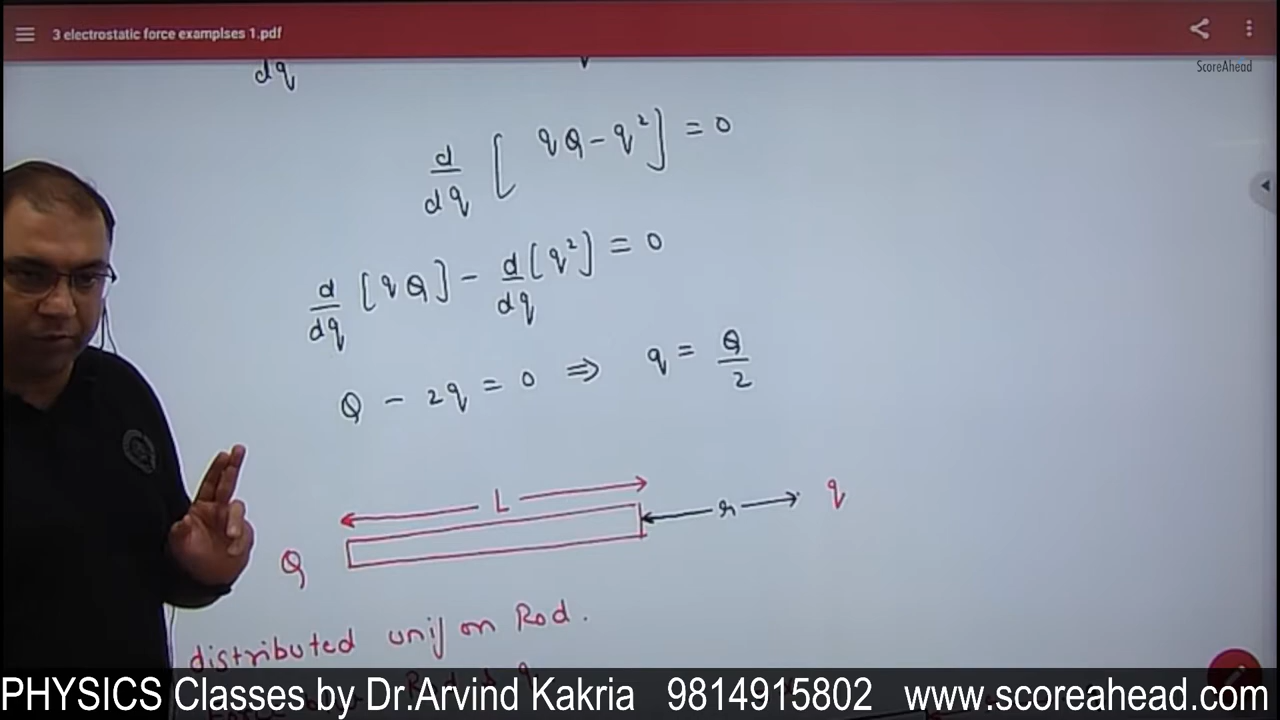 3 electrostatic force examplses 1.pdf
ScoreAhead
dq
d/dq [ qQ - q² ] = 0
d/dq [qQ] - d/dq [q²] = 0
Q - 2q = 0 ⇒ q = Q/2
L
r
q
Q
distributed unif on Rod.
PHYSICS Classes by Dr.Arvind Kakria 9814915802 www.scoreahead.com